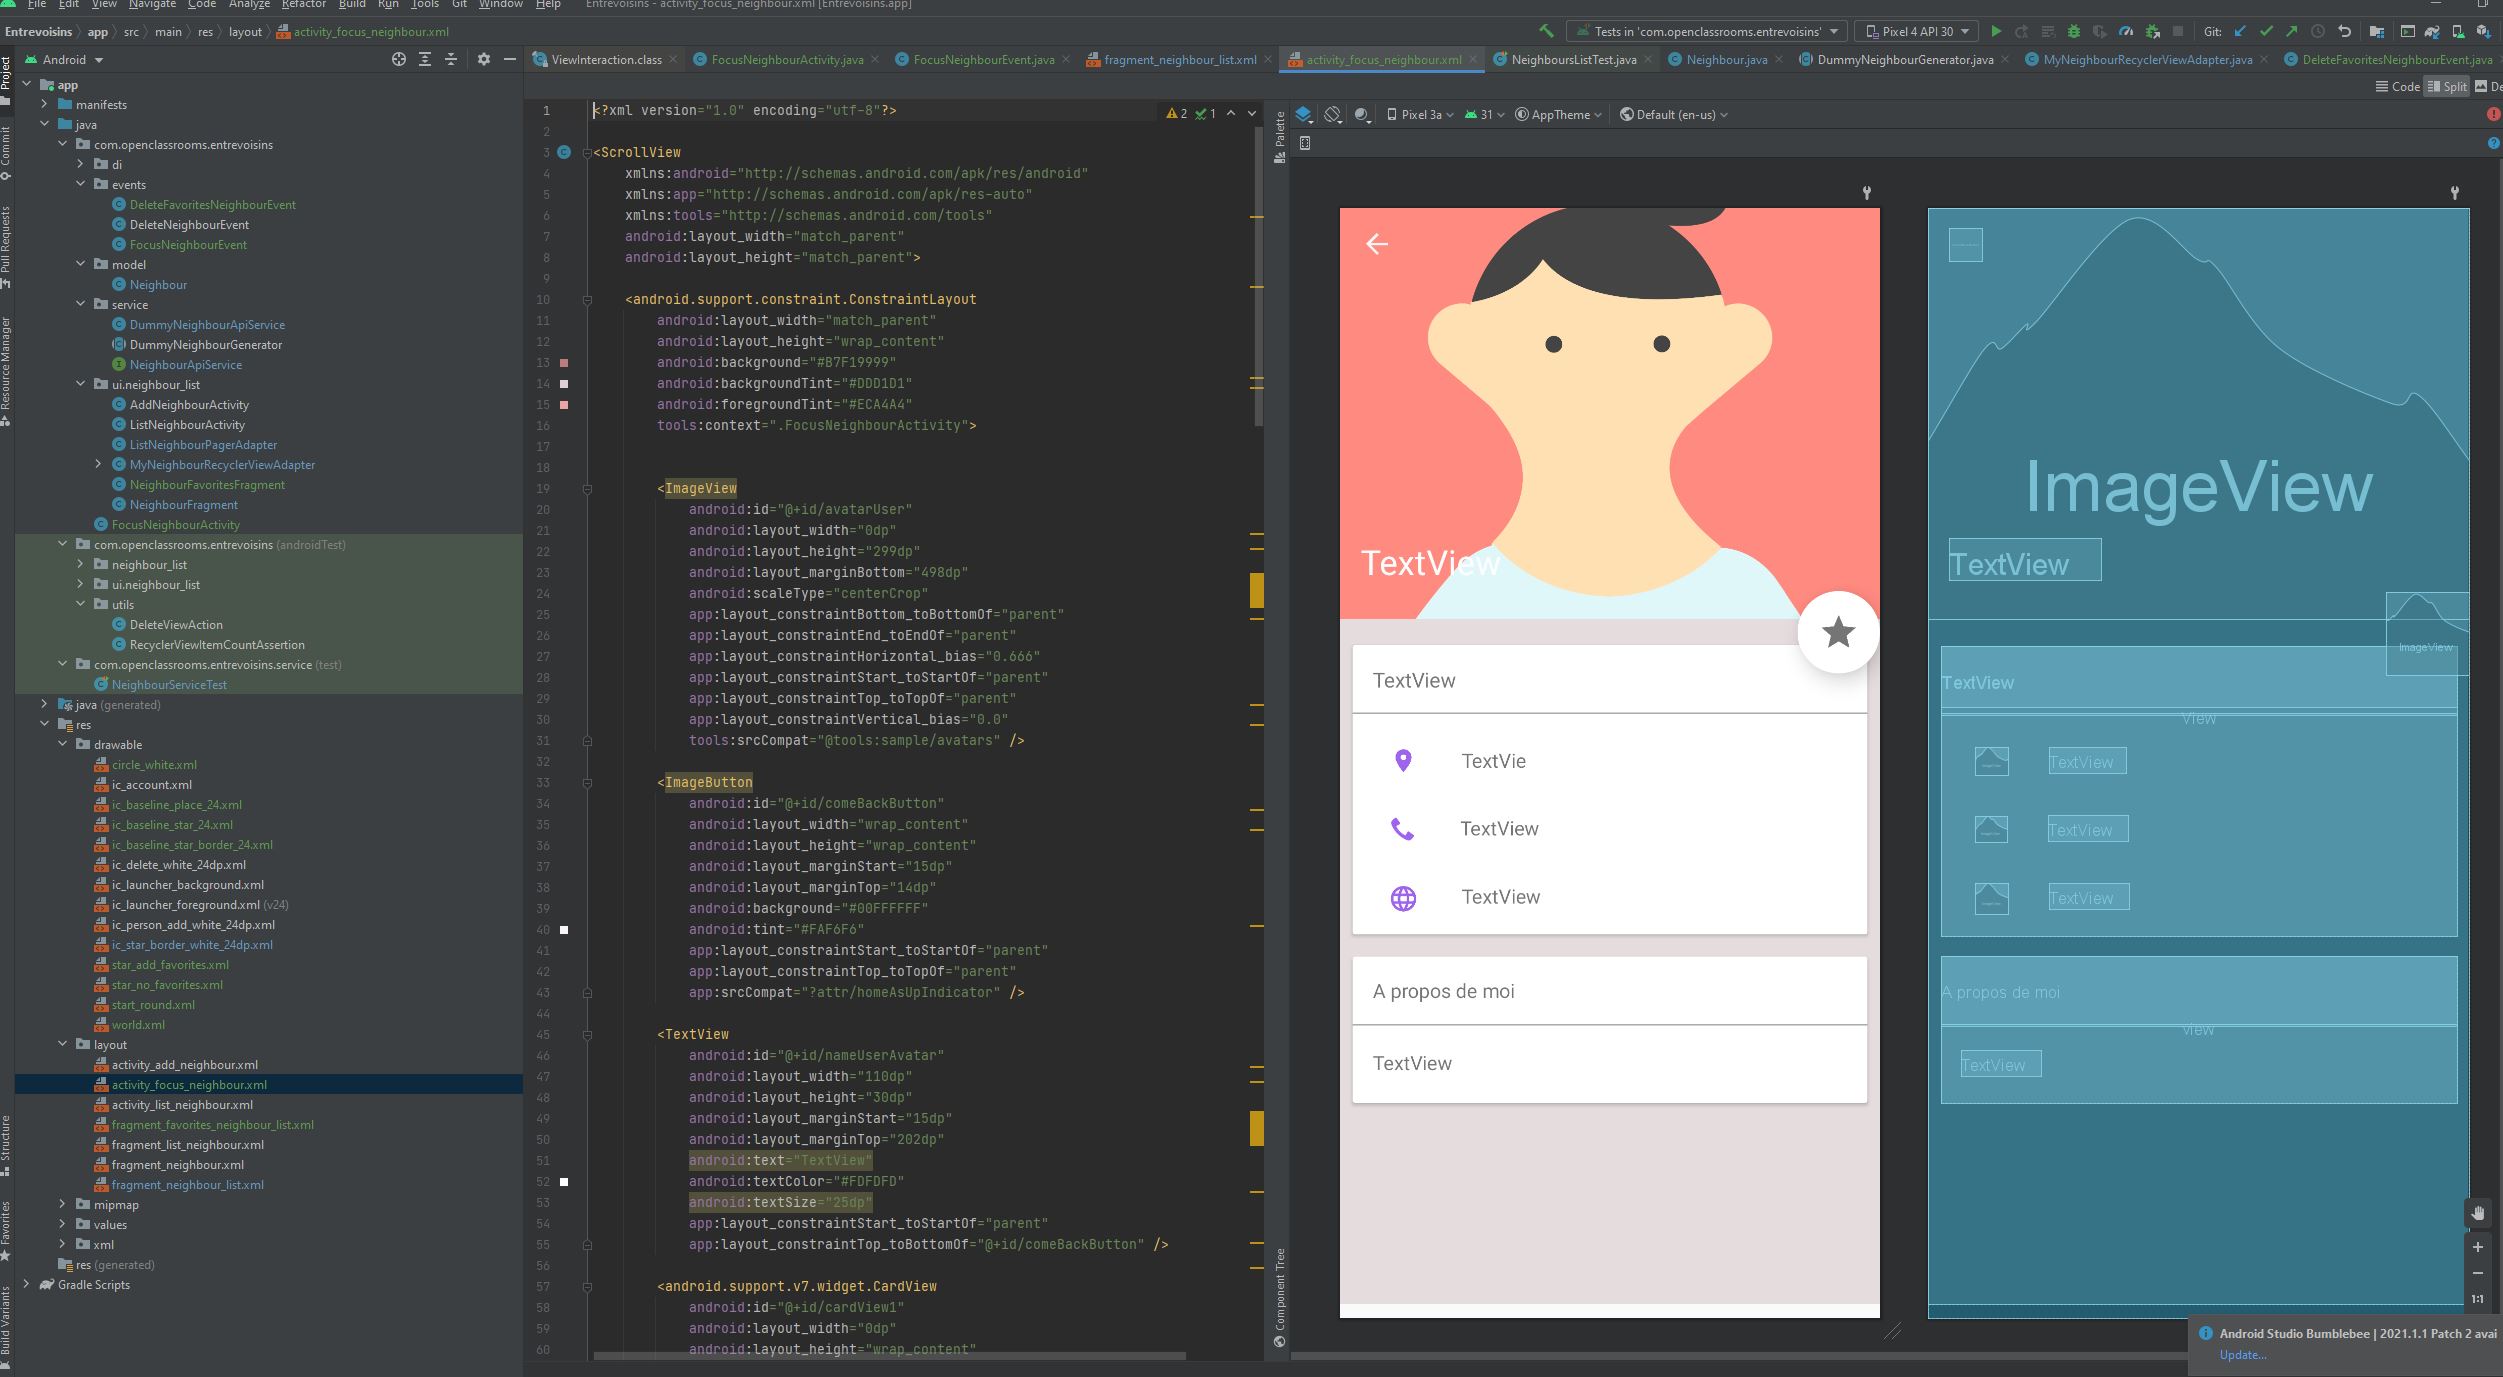 File Edit View Navigate Code Analyze Refactor Build Run Tools Git Window Help Entrevoisins - activity_focus_neighbour.xml [Entrevoisins.app]
Entrevoisins app src main res layout activity_focus_neighbour.xml
Tests in 'com.openclassrooms.entrevoisins' Pixel 4 API 30 Git:
Android
ViewInteraction.class FocusNeighbourActivity.java FocusNeighbourEvent.java fragment_neighbour_list.xml activity_focus_neighbour.xml NeighboursListTest.java Neighbour.java DummyNeighbourGenerator.java MyNeighbourRecyclerViewAdapter.java DeleteFavoritesNeighbourEvent.java
Code Split De
Project
Commit
Pull Requests
Resource Manager
Structure
Favorites
Build Variants
app
manifests
java
com.openclassrooms.entrevoisins
di
events
DeleteFavoritesNeighbourEvent
DeleteNeighbourEvent
FocusNeighbourEvent
model
Neighbour
service
DummyNeighbourApiService
DummyNeighbourGenerator
NeighbourApiService
ui.neighbour_list
AddNeighbourActivity
ListNeighbourActivity
ListNeighbourPagerAdapter
MyNeighbourRecyclerViewAdapter
NeighbourFavoritesFragment
NeighbourFragment
FocusNeighbourActivity
com.openclassrooms.entrevoisins (androidTest)
neighbour_list
ui.neighbour_list
utils
DeleteViewAction
RecyclerViewItemCountAssertion
com.openclassrooms.entrevoisins.service (test)
NeighbourServiceTest
java (generated)
res
drawable
circle_white.xml
ic_account.xml
ic_baseline_place_24.xml
ic_baseline_star_24.xml
ic_baseline_star_border_24.xml
ic_delete_white_24dp.xml
ic_launcher_background.xml
ic_launcher_foreground.xml (v24)
ic_person_add_white_24dp.xml
ic_star_border_white_24dp.xml
star_add_favorites.xml
star_no_favorites.xml
start_round.xml
world.xml
layout
activity_add_neighbour.xml
activity_focus_neighbour.xml
activity_list_neighbour.xml
fragment_favorites_neighbour_list.xml
fragment_list_neighbour.xml
fragment_neighbour.xml
fragment_neighbour_list.xml
mipmap
values
xml
res (generated)
Gradle Scripts
2 1
1 <?xml version="1.0" encoding="utf-8"?>
2
3 <ScrollView
4 xmlns:android="http://schemas.android.com/apk/res/android"
5 xmlns:app="http://schemas.android.com/apk/res-auto"
6 xmlns:tools="http://schemas.android.com/tools"
7 android:layout_width="match_parent"
8 android:layout_height="match_parent">
9
10 <android.support.constraint.ConstraintLayout
11 android:layout_width="match_parent"
12 android:layout_height="wrap_content"
13 android:background="#B7F19999"
14 android:backgroundTint="#DDD1D1"
15 android:foregroundTint="#ECA4A4"
16 tools:context=".FocusNeighbourActivity">
17
18
19 <ImageView
20 android:id="@+id/avatarUser"
21 android:layout_width="0dp"
22 android:layout_height="299dp"
23 android:layout_marginBottom="498dp"
24 android:scaleType="centerCrop"
25 app:layout_constraintBottom_toBottomOf="parent"
26 app:layout_constraintEnd_toEndOf="parent"
27 app:layout_constraintHorizontal_bias="0.666"
28 app:layout_constraintStart_toStartOf="parent"
29 app:layout_constraintTop_toTopOf="parent"
30 app:layout_constraintVertical_bias="0.0"
31 tools:srcCompat="@tools:sample/avatars" />
32
33 <ImageButton
34 android:id="@+id/comeBackButton"
35 android:layout_width="wrap_content"
36 android:layout_height="wrap_content"
37 android:layout_marginStart="15dp"
38 android:layout_marginTop="14dp"
39 android:background="#00FFFFFF"
40 android:tint="#FAF6F6"
41 app:layout_constraintStart_toStartOf="parent"
42 app:layout_constraintTop_toTopOf="parent"
43 app:srcCompat="?attr/homeAsUpIndicator" />
44
45 <TextView
46 android:id="@+id/nameUserAvatar"
47 android:layout_width="110dp"
48 android:layout_height="30dp"
49 android:layout_marginStart="15dp"
50 android:layout_marginTop="202dp"
51 android:text="TextView"
52 android:textColor="#FDFDFD"
53 android:textSize="25dp"
54 app:layout_constraintStart_toStartOf="parent"
55 app:layout_constraintTop_toBottomOf="@+id/comeBackButton" />
56
57 <android.support.v7.widget.CardView
58 android:id="@+id/cardView1"
59 android:layout_width="0dp"
60 android:layout_height="wrap_content"
Palette
Component Tree
Pixel 3a 31 AppTheme Default (en-us)
TextView
TextView
TextVie
TextView
TextView
A propos de moi
TextView
ImageView
TextView
ImageView
TextView
View
TextView
TextView
TextView
A propos de moi
View
TextView
1:1
Android Studio Bumblebee | 2021.1.1 Patch 2 avai
Update...